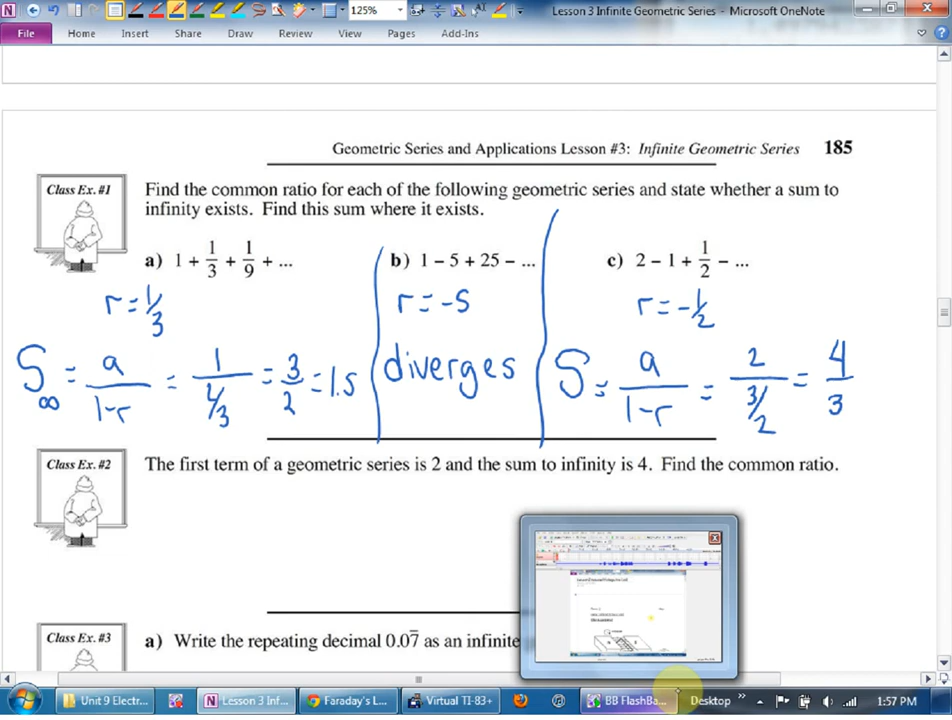 125%
Lesson 3 Infinite Geometric Series - Microsoft OneNote
File Home Insert Share Draw Review View Pages Add-Ins
Geometric Series and Applications Lesson #3: Infinite Geometric Series 185
Class Ex. #1
Find the common ratio for each of the following geometric series and state whether a sum to
infinity exists. Find this sum where it exists.
a) 1 + 1/3 + 1/9 + ... b) 1 − 5 + 25 − ... c) 2 − 1 + 1/2 − ...
r = 1/3 r = -5 r = -1/2
S∞ = a/(1-r) = 1/(2/3) = 3/2 = 1.5 diverges S∞ = a/(1-r) = 2/(3/2) = 4/3
Class Ex. #2
The first term of a geometric series is 2 and the sum to infinity is 4. Find the common ratio.
Class Ex. #3
a) Write the repeating decimal 0.07̅ as an infinite
Unit 9 Electr... Lesson 3 Inf... Faraday's L... Virtual TI-83+ BB FlashBa... Desktop 1:57 PM